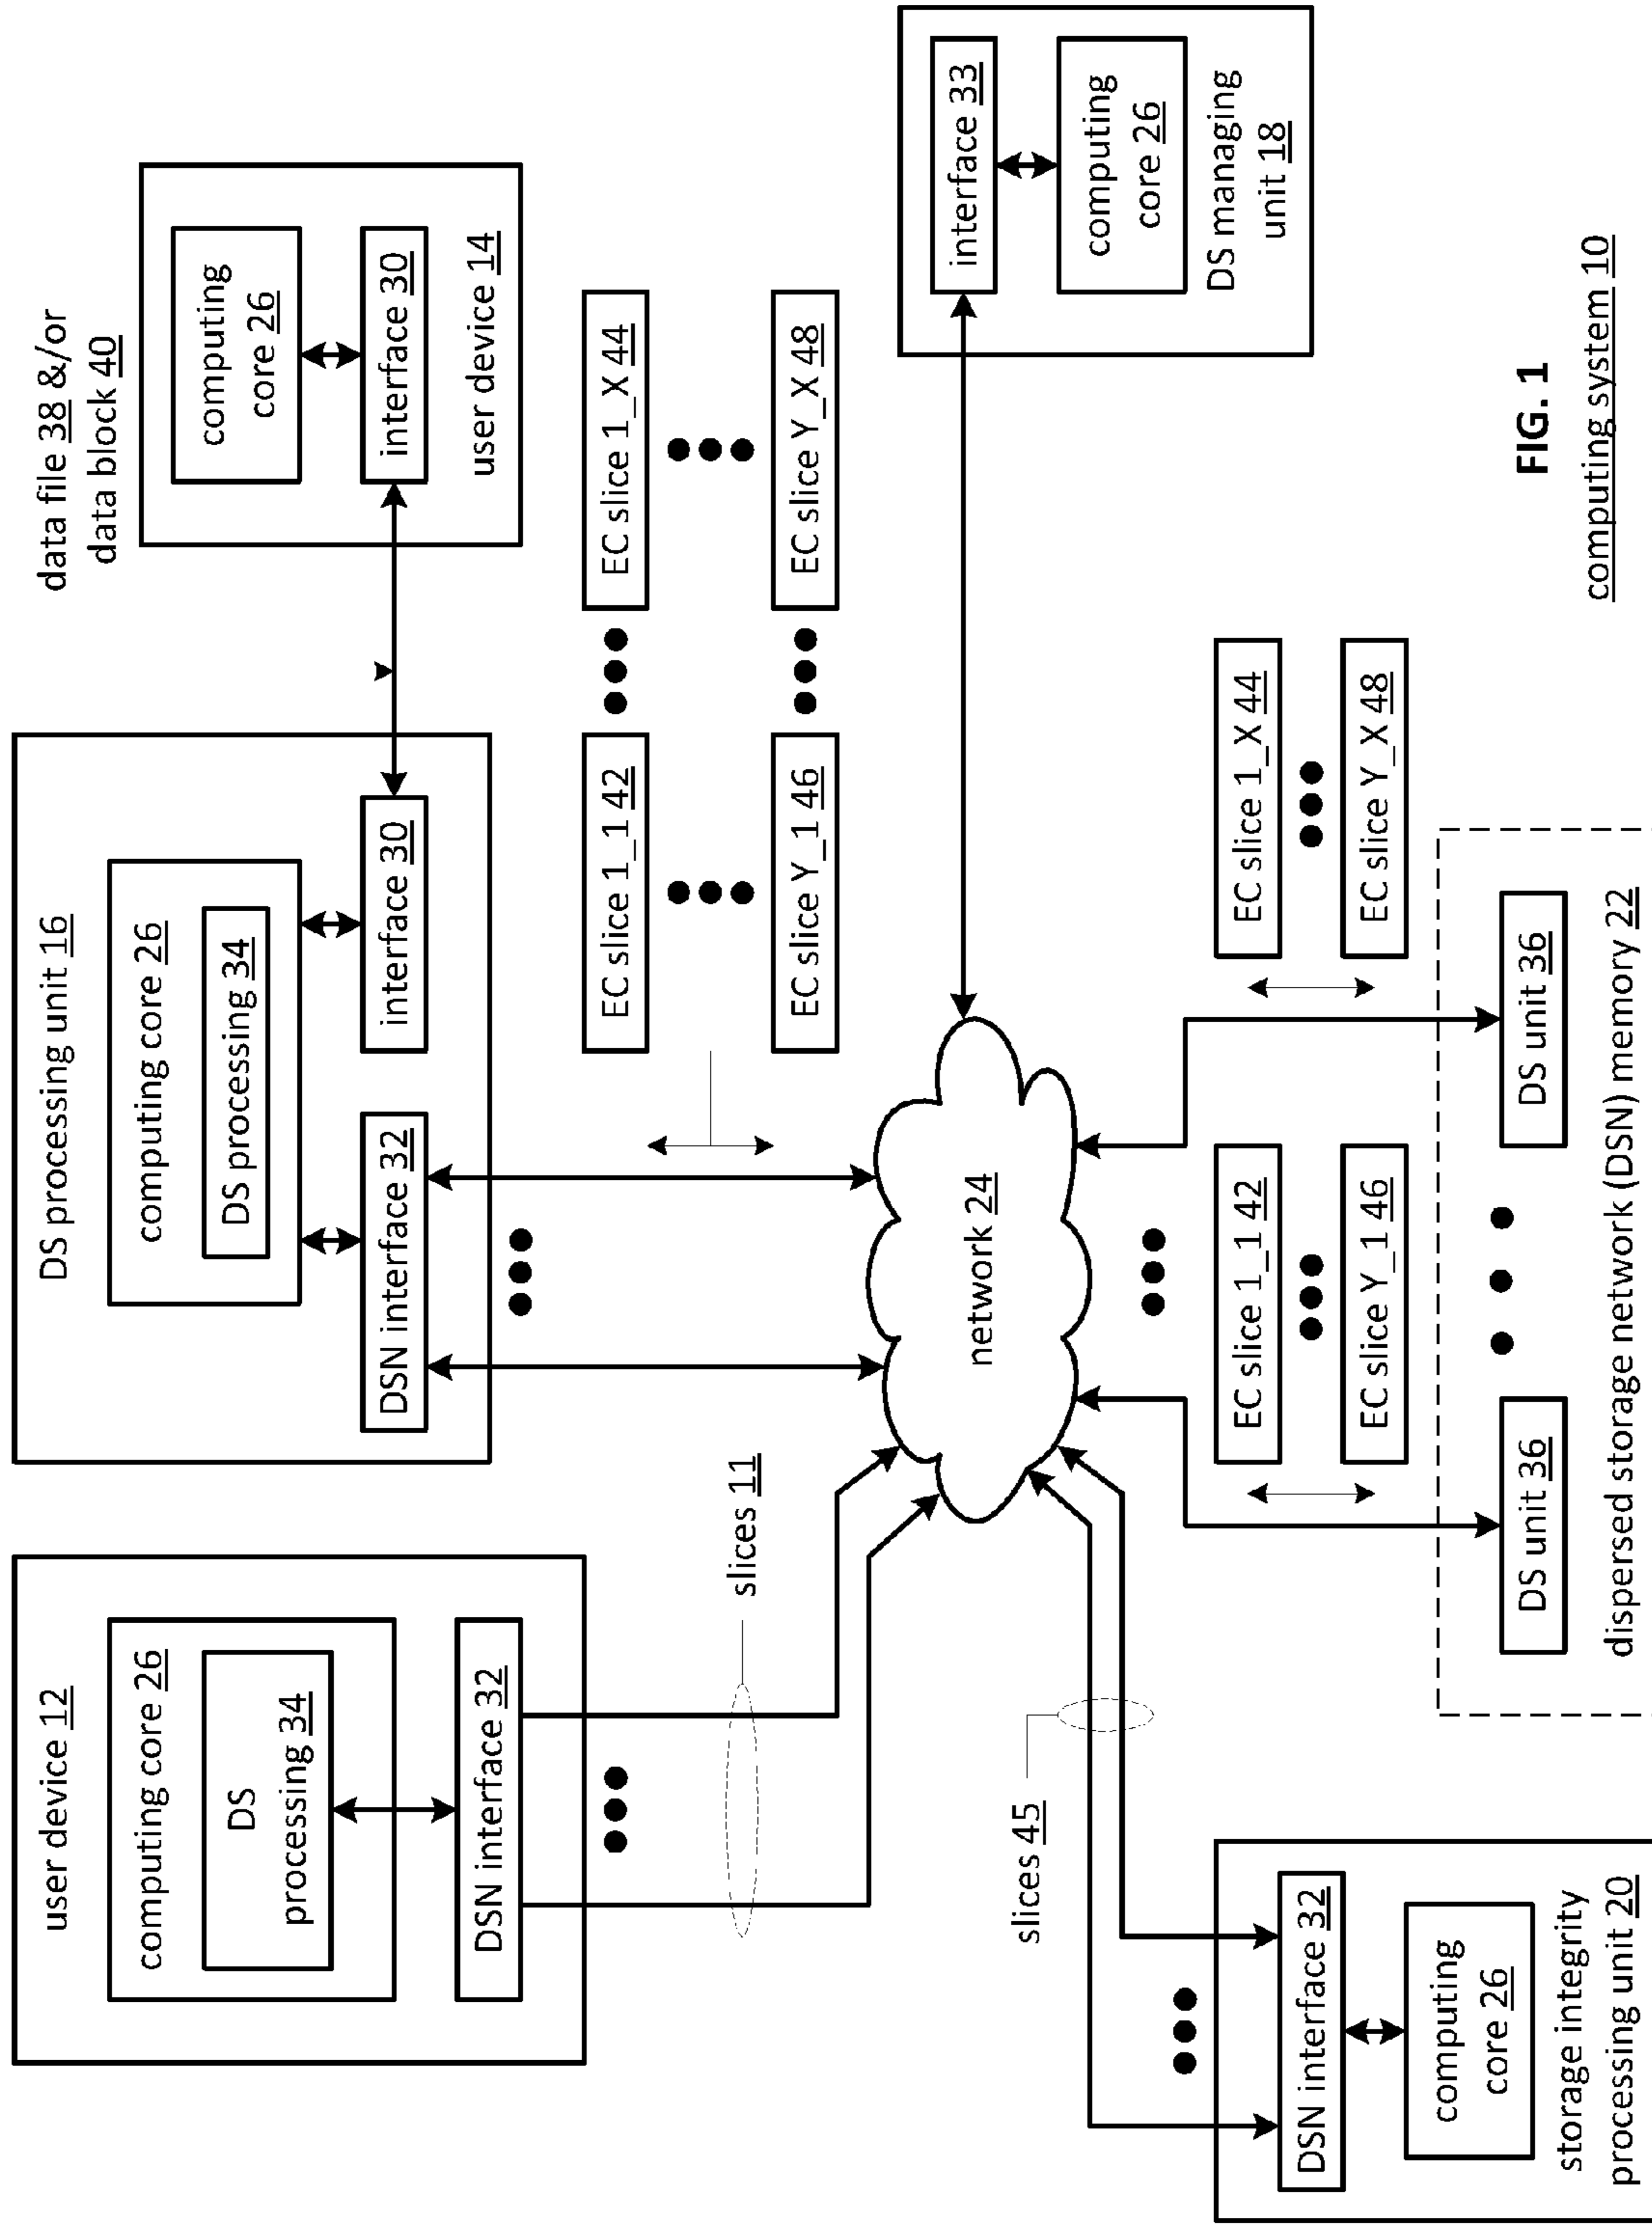 user device 12
computing core 26
DS
processing 34
DSN interface 32
slices 11
DS processing unit 16
computing core 26
DS processing 34
DSN interface 32
interface 30
data file 38 &/or
data block 40
computing
core 26
interface 30
user device 14
EC slice 1_1 42
EC slice 1_X 44
EC slice Y_1 46
EC slice Y_X 48
network 24
interface 33
computing
core 26
DS managing
unit 18
slices 45
DSN interface 32
computing
core 26
storage integrity
processing unit 20
EC slice 1_1 42
EC slice Y_1 46
EC slice 1_X 44
EC slice Y_X 48
DS unit 36
DS unit 36
dispersed storage network (DSN) memory 22
FIG. 1
computing system 10